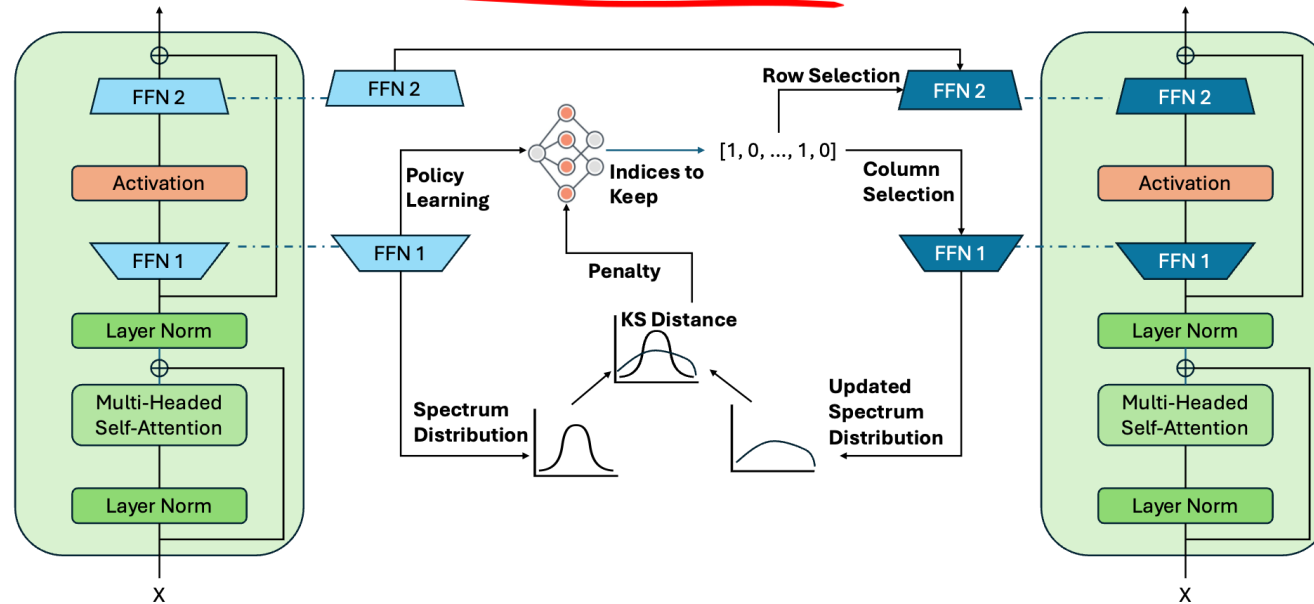 FFN 2
Activation
FFN 1
Layer Norm
Multi-Headed
Self-Attention
Layer Norm
X
FFN 2
Policy
Learning
FFN 1
Indices to
Keep
[1, 0, ..., 1, 0]
Row Selection
FFN 2
Column
Selection
FFN 1
Penalty
KS Distance
Spectrum
Distribution
Updated
Spectrum
Distribution
FFN 2
Activation
FFN 1
Layer Norm
Multi-Headed
Self-Attention
Layer Norm
X